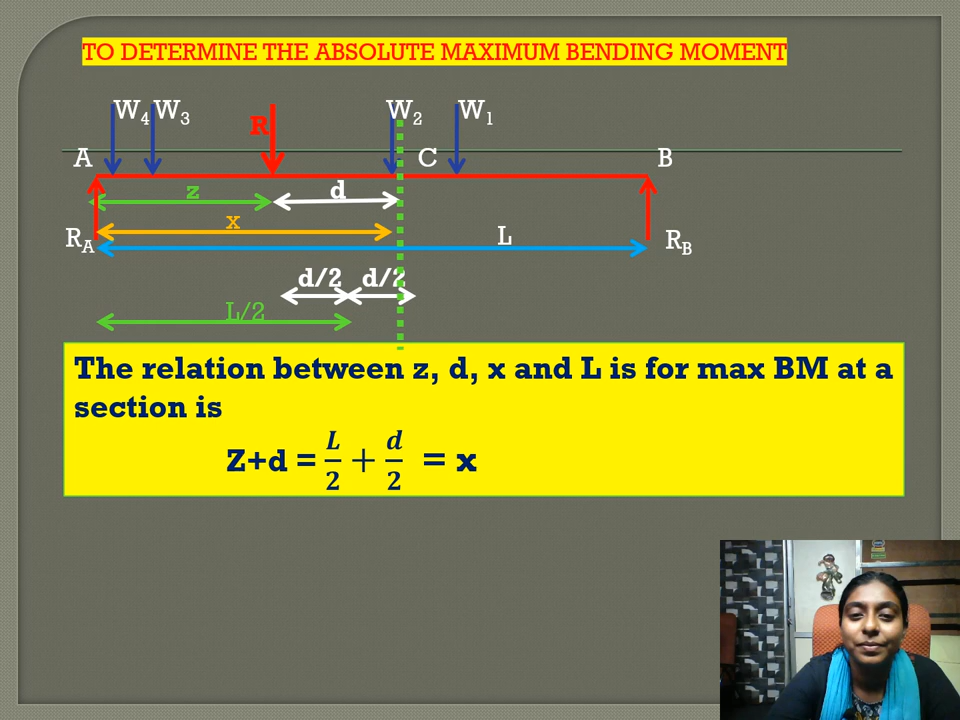 TO DETERMINE THE ABSOLUTE MAXIMUM BENDING MOMENT
W4 W3 R W2 W1
A C B
z d
x
RA L RB
d/2 d/2
L/2
The relation between z, d, x and L is for max BM at a
section is
Z+d = L/2 + d/2 = x